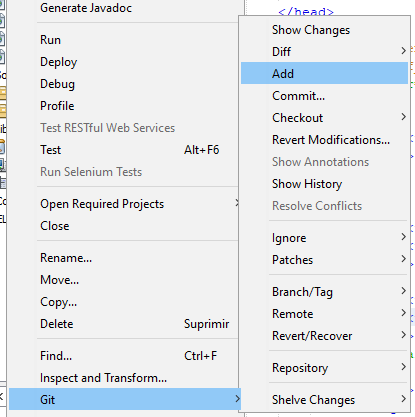 Generate Javadoc
Run
Deploy
Debug
Profile
Test RESTful Web Services
Test Alt+F6
Run Selenium Tests
Open Required Projects
Close
Rename...
Move...
Copy...
Delete Suprimir
Find... Ctrl+F
Inspect and Transform...
Git
</head>
Show Changes
Diff
Add
Commit...
Checkout
Revert Modifications...
Show Annotations
Show History
Resolve Conflicts
Ignore
Patches
Branch/Tag
Remote
Revert/Recover
Repository
Shelve Changes